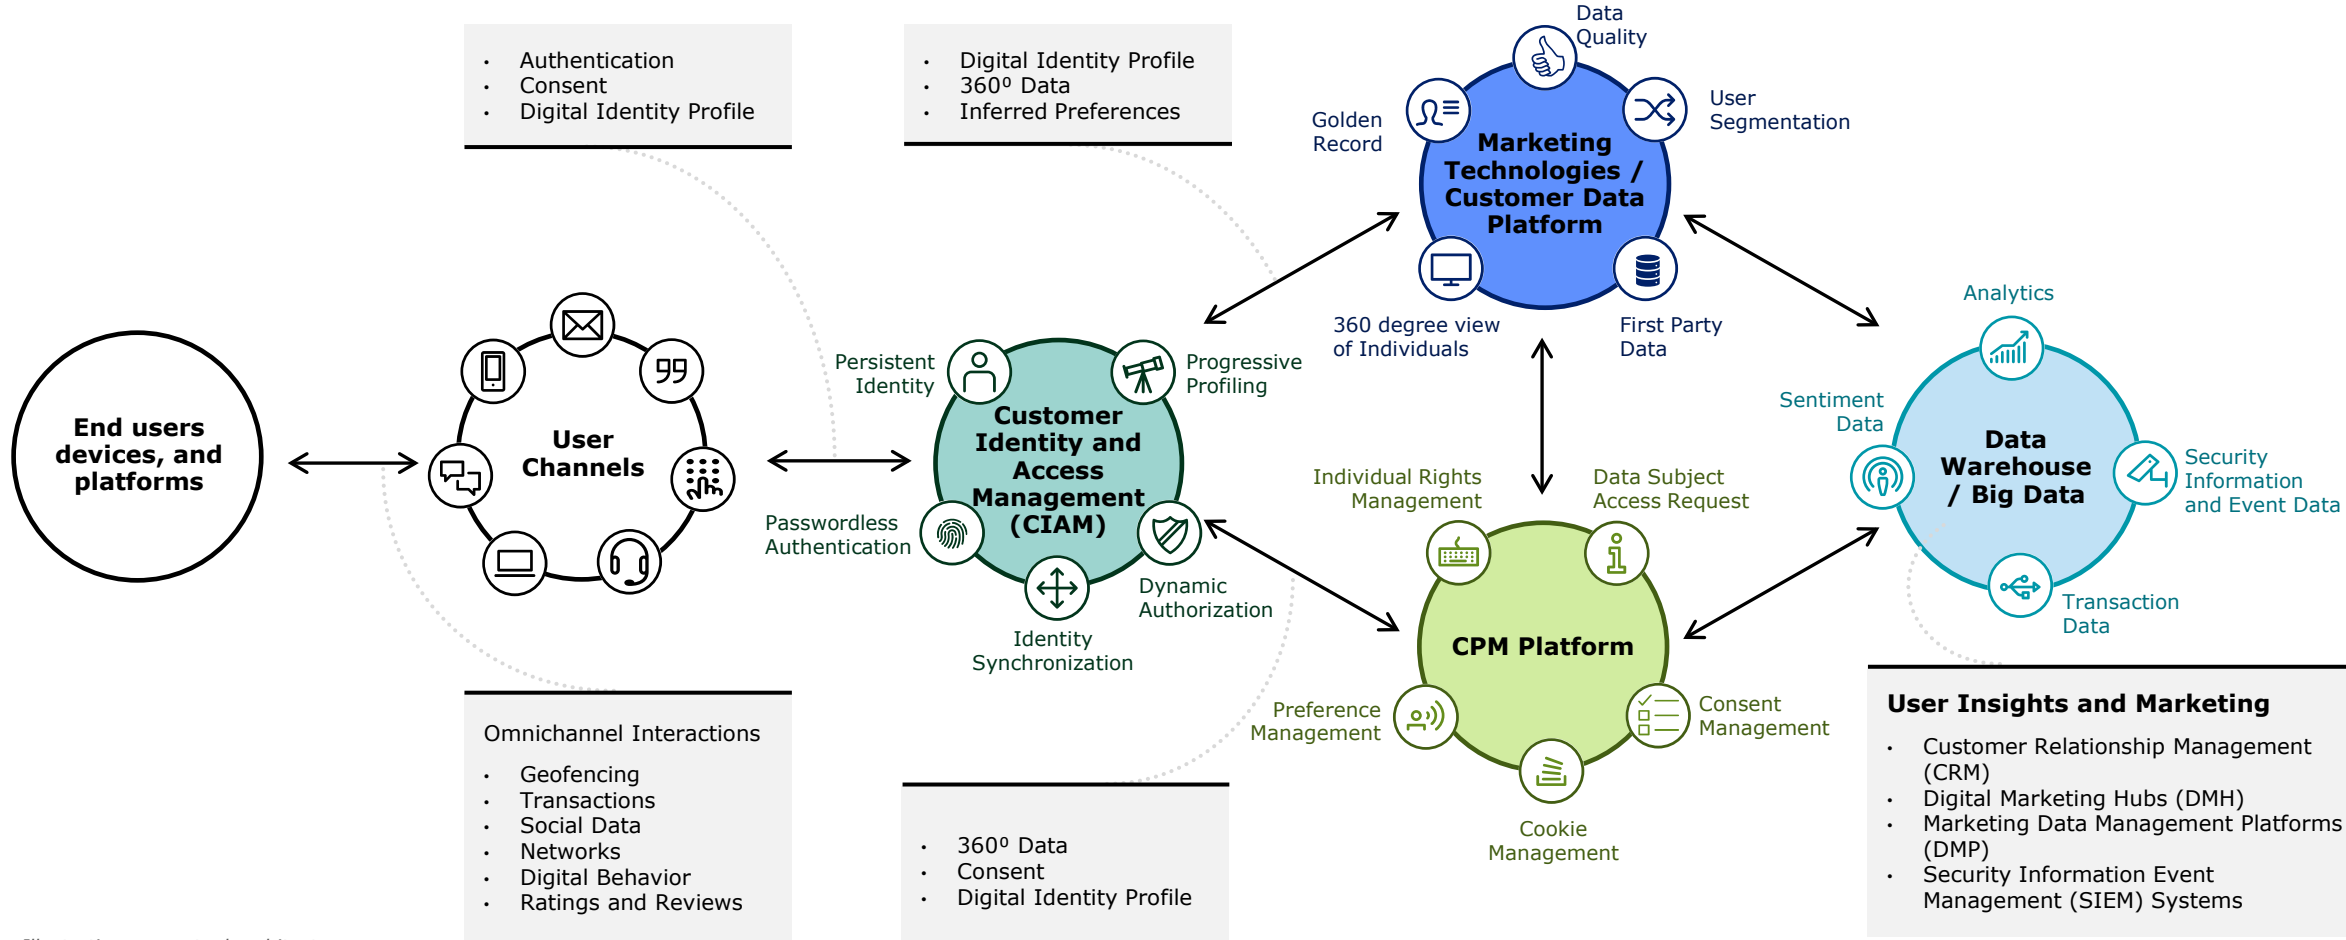 Authentication
Consent
Digital Identity Profile
Digital Identity Profile
360º Data
Inferred Preferences
Data
Quality
Golden
Record
User
Segmentation
Marketing
Technologies /
Customer Data
Platform
360 degree view
of Individuals
First Party
Data
End users
devices, and
platforms
User
Channels
Persistent
Identity
Progressive
Profiling
Customer
Identity and
Access
Management
(CIAM)
Passwordless
Authentication
Dynamic
Authorization
Identity
Synchronization
Individual Rights
Management
Data Subject
Access Request
CPM Platform
Preference
Management
Consent
Management
Cookie
Management
Analytics
Sentiment
Data
Data
Warehouse
/ Big Data
Security
Information
and Event Data
Transaction
Data
Omnichannel Interactions
Geofencing
Transactions
Social Data
Networks
Digital Behavior
Ratings and Reviews
360º Data
Consent
Digital Identity Profile
User Insights and Marketing
Customer Relationship Management
(CRM)
Digital Marketing Hubs (DMH)
Marketing Data Management Platforms
(DMP)
Security Information Event
Management (SIEM) Systems